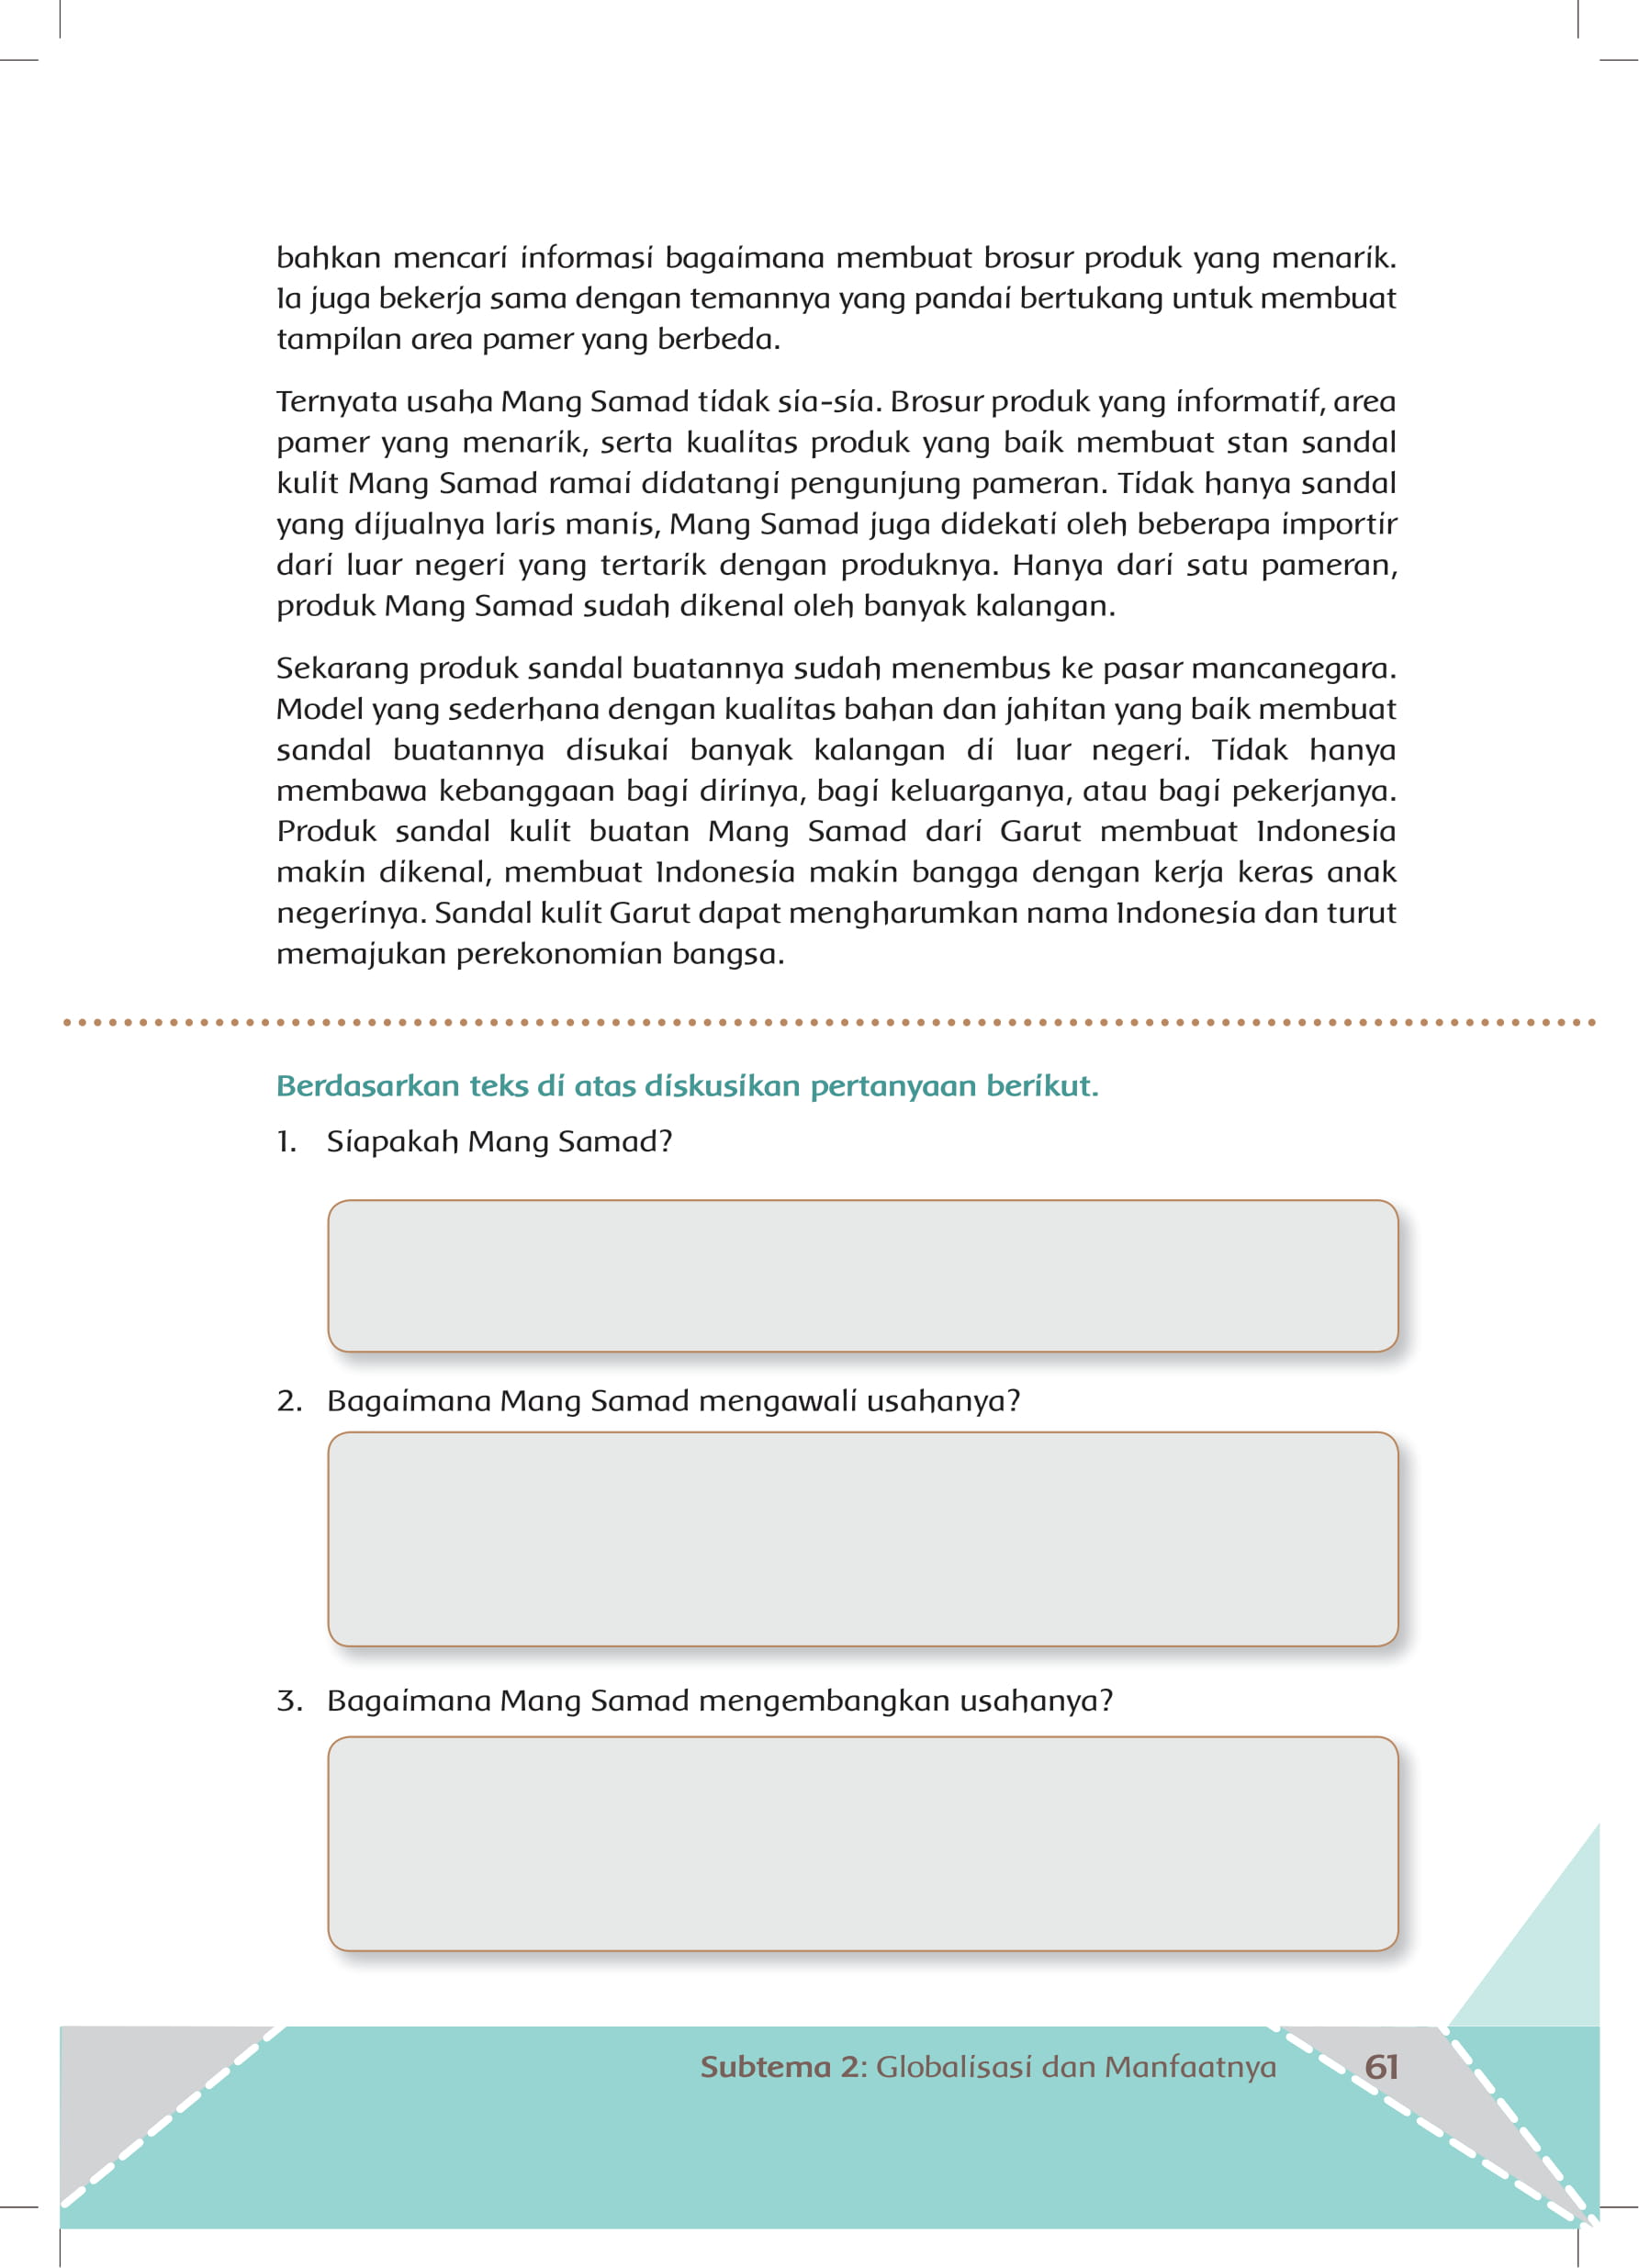 bahkan mencari informasi bagaimana membuat brosur produk yang menarik.
Ia juga bekerja sama dengan temannya yang pandai bertukang untuk membuat
tampilan area pamer yang berbeda.
Ternyata usaha Mang Samad tidak sia-sia. Brosur produk yang informatif, area
pamer yang menarik, serta kualitas produk yang baik membuat stan sandal
kulit Mang Samad ramai didatangi pengunjung pameran. Tidak hanya sandal
yang dijualnya laris manis, Mang Samad juga didekati oleh beberapa importir
dari luar negeri yang tertarik dengan produknya. Hanya dari satu pameran,
produk Mang Samad sudah dikenal oleh banyak kalangan.
Sekarang produk sandal buatannya sudah menembus ke pasar mancanegara.
Model yang sederhana dengan kualitas bahan dan jahitan yang baik membuat
sandal buatannya disukai banyak kalangan di luar negeri. Tidak hanya
membawa kebanggaan bagi dirinya, bagi keluarganya, atau bagi pekerjanya.
Produk sandal kulit buatan Mang Samad dari Garut membuat Indonesia
makin dikenal, membuat Indonesia makin bangga dengan kerja keras anak
negerinya. Sandal kulit Garut dapat mengharumkan nama Indonesia dan turut
memajukan perekonomian bangsa.
Berdasarkan teks di atas diskusikan pertanyaan berikut.
1. Siapakah Mang Samad?
2. Bagaimana Mang Samad mengawali usahanya?
3. Bagaimana Mang Samad mengembangkan usahanya?
Subtema 2: Globalisasi dan Manfaatnya 61